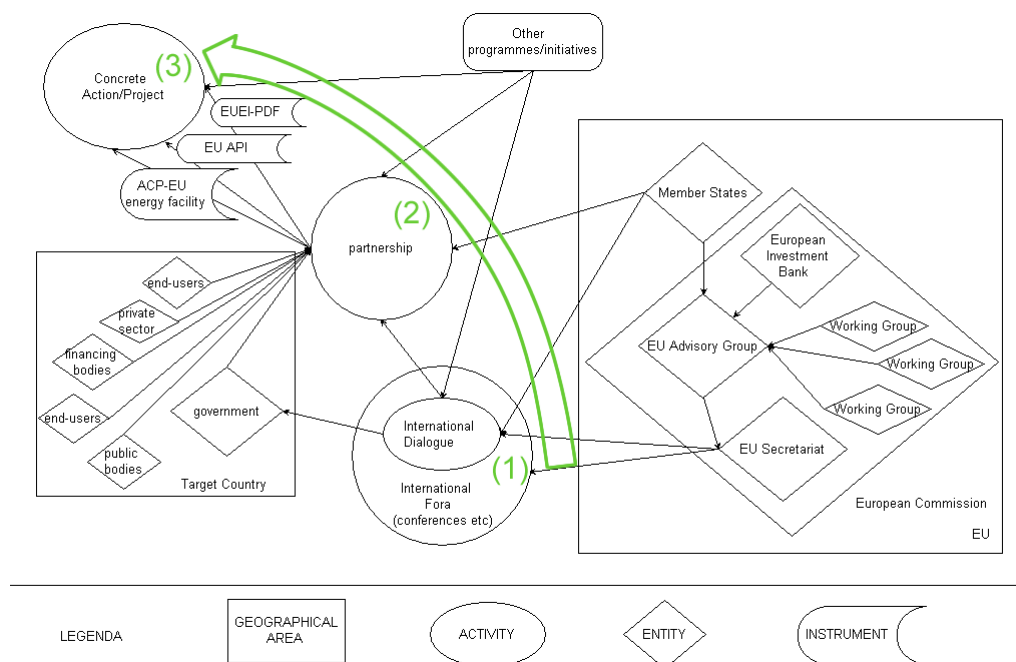 Other
programmes/initiatives
(3)
Concrete
Action/Project
EUEI-PDF
EU API
ACP-EU
energy facility
(2)
partnership
Member States
European
Investment
Bank
EU Advisory Group
Working Group
Working Group
Working Group
EU Secretariat
European Commission
EU
end-users
private
sector
financing
bodies
end-users
public
bodies
government
Target Country
International
Dialogue
(1)
International
Fora
(conferences etc)
LEGENDA
GEOGRAPHICAL
AREA
ACTIVITY
ENTITY
INSTRUMENT